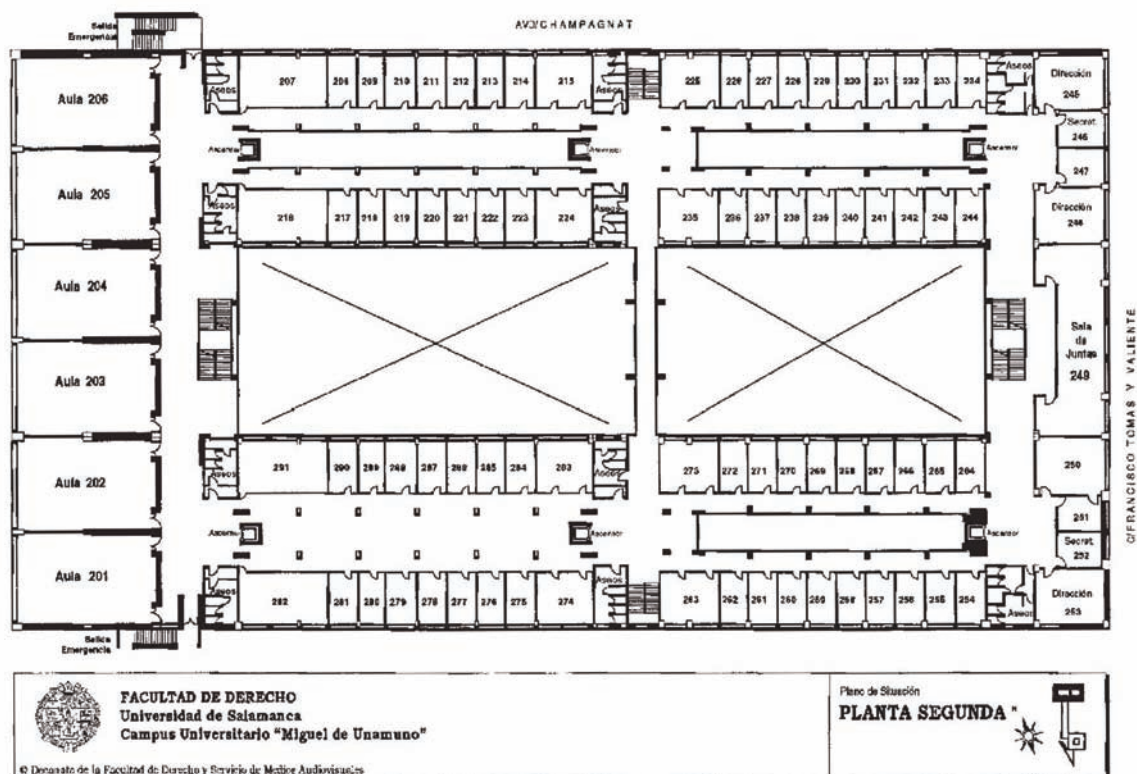 AVD/CHAMPAGNAT
Salida
Emergencias
Aula 206
Aula 205
Aula 204
Aula 203
Aula 202
Aula 201
Salida
Emergencia
Aseos
207
208
209
210
211
212
213
214
215
Aseos
225
226
227
228
229
230
231
232
233
234
Aseos
Dirección
245
Secret.
246
247
Ascensor
Ascensor
Ascensor
Aseos
216
217
218
219
220
221
222
223
224
Aseos
235
236
237
238
239
240
241
242
243
244
Dirección
Sala
de
Juntas
249
C/FRANCISCO TOMAS Y VALIENTE
Aseos
291
290
289
288
287
286
285
284
283
Aseos
273
272
271
270
269
268
267
266
265
264
250
251
Secret.
252
Ascensor
Ascensor
Ascensor
Aseos
282
281
280
279
278
277
276
275
274
Aseos
263
262
261
260
259
258
257
256
255
254
Aseos
Dirección
253
FACULTAD DE DERECHO
Universidad de Salamanca
Campus Universitario "Miguel de Unamuno"
© Decanato de la Facultad de Derecho y Servicio de Medios Audiovisuales
Plano de Situación
PLANTA SEGUNDA